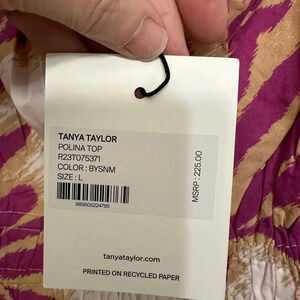 TANYA TAYLOR
POLINA TOP
R23T075371
COLOR : BYSNM
SIZE : L
MSRP : 225.00
tanyataylor.com
PRINTED ON RECYCLED PAPER